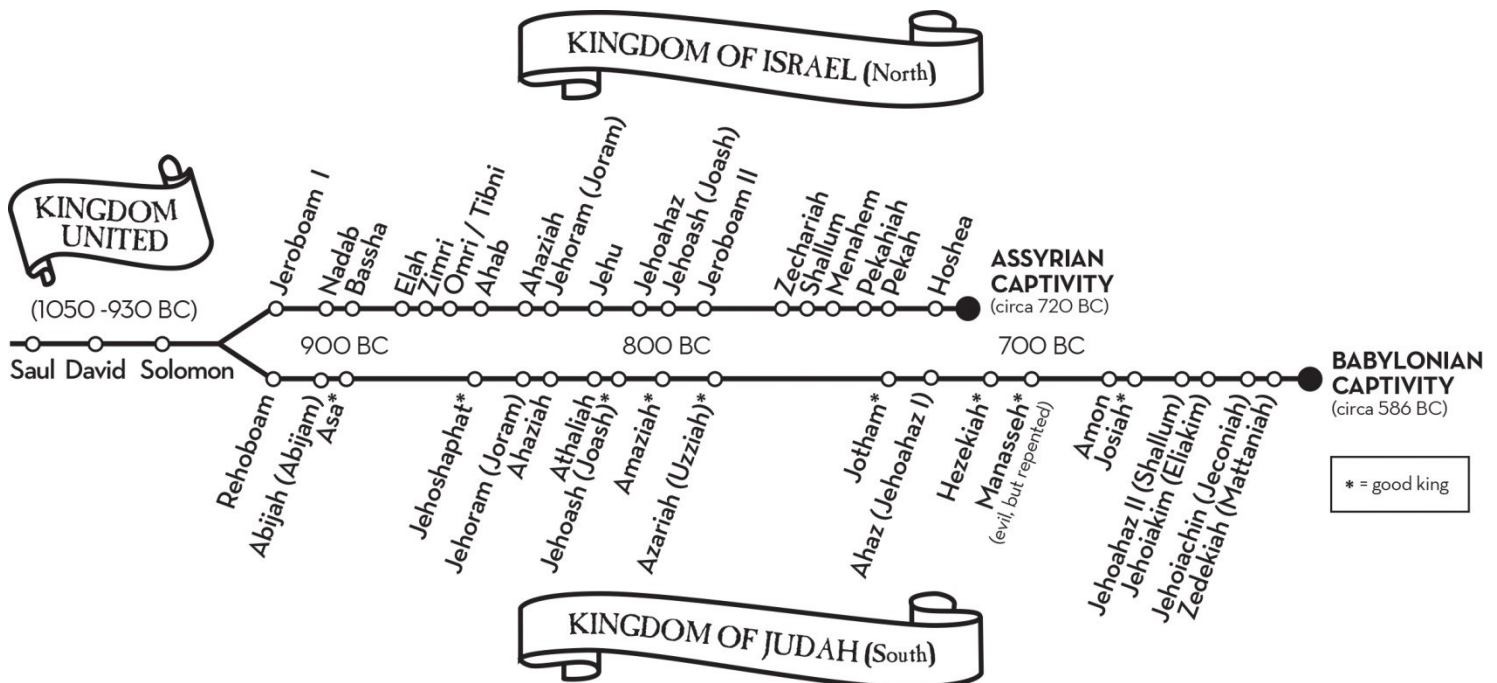 KINGDOM OF ISRAEL (North)
KINGDOM
UNITED
(1050 -930 BC)
Saul
David
Solomon
Jeroboam I
Nadab
Bassha
Elah
Zimri
Omri / Tibni
Ahab
Ahaziah
Jehoram (Joram)
Jehu
Jehoahaz
Jehoash (Joash)
Jeroboam II
Zechariah
Shallum
Menahem
Pekahiah
Pekah
Hoshea
ASSYRIAN
CAPTIVITY
(circa 720 BC)
900 BC
800 BC
700 BC
Rehoboam
Abijah (Abijam)
Asa*
Jehoshaphat*
Jehoram (Joram)
Ahaziah
Athaliah
Jehoash (Joash)*
Amaziah*
Azariah (Uzziah)*
Jotham*
Ahaz (Jehoahaz I)
Hezekiah*
Manasseh*
(evil, but repented)
Amon
Josiah*
Jehoahaz II (Shallum)
Jehoiakim (Eliakim)
Jehoiachin (Jeconiah)
Zedekiah (Mattaniah)
BABYLONIAN
CAPTIVITY
(circa 586 BC)
* = good king
KINGDOM OF JUDAH (South)